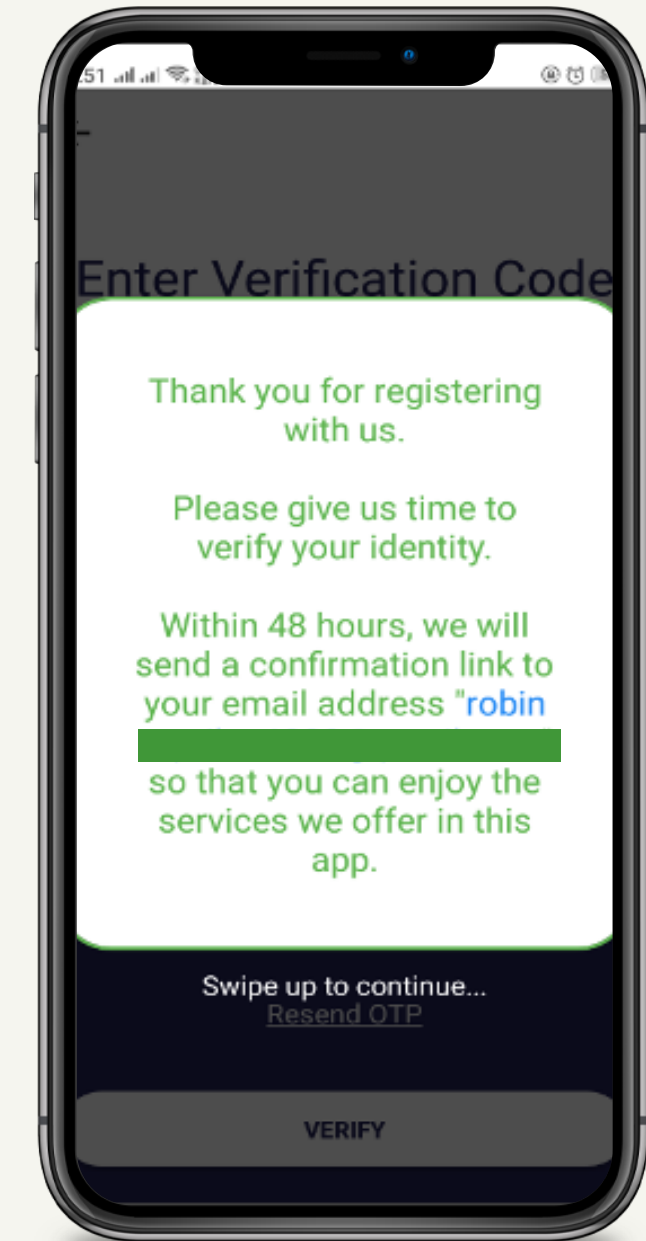 :51
Enter Verification Code
Thank you for registering
with us.
Please give us time to
verify your identity.
Within 48 hours, we will
send a confirmation link to
your email address "robin
so that you can enjoy the
services we offer in this
app.
Swipe up to continue...
Resend OTP
VERIFY